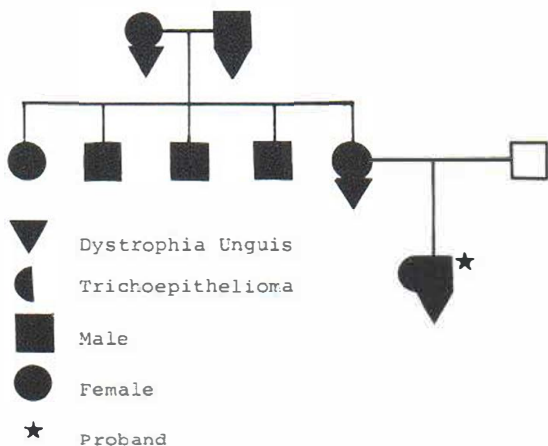 Dystrophia Unguis
Trichoepithelioma
Male
Female
Proband